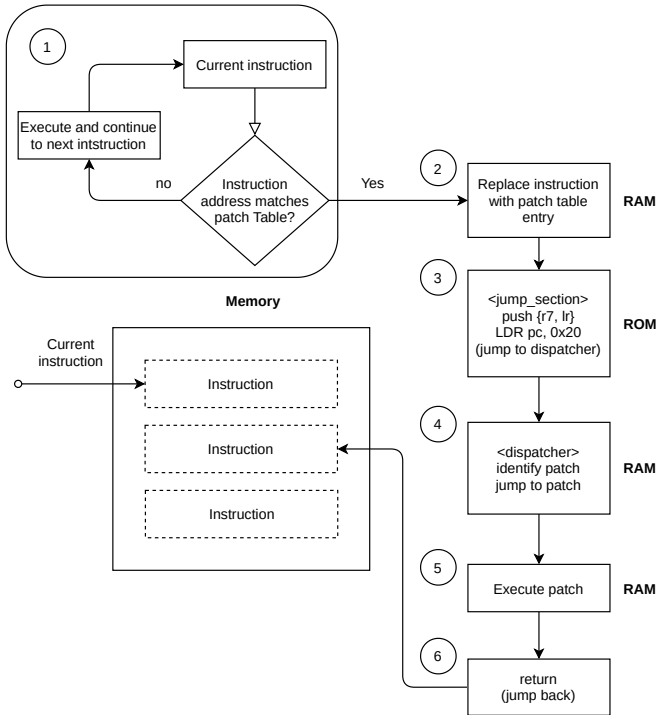 1
Current instruction
Execute and continue
to next intstruction
no
Instruction
address matches
patch Table?
Yes
2
Replace instruction
with patch table
entry
RAM
3
<jump_section>
push {r7, lr}
LDR pc, 0x20
(jump to dispatcher)
ROM
Memory
Current
instruction
Instruction
Instruction
Instruction
4
<dispatcher>
identify patch
jump to patch
RAM
5
Execute patch
RAM
6
return
(jump back)